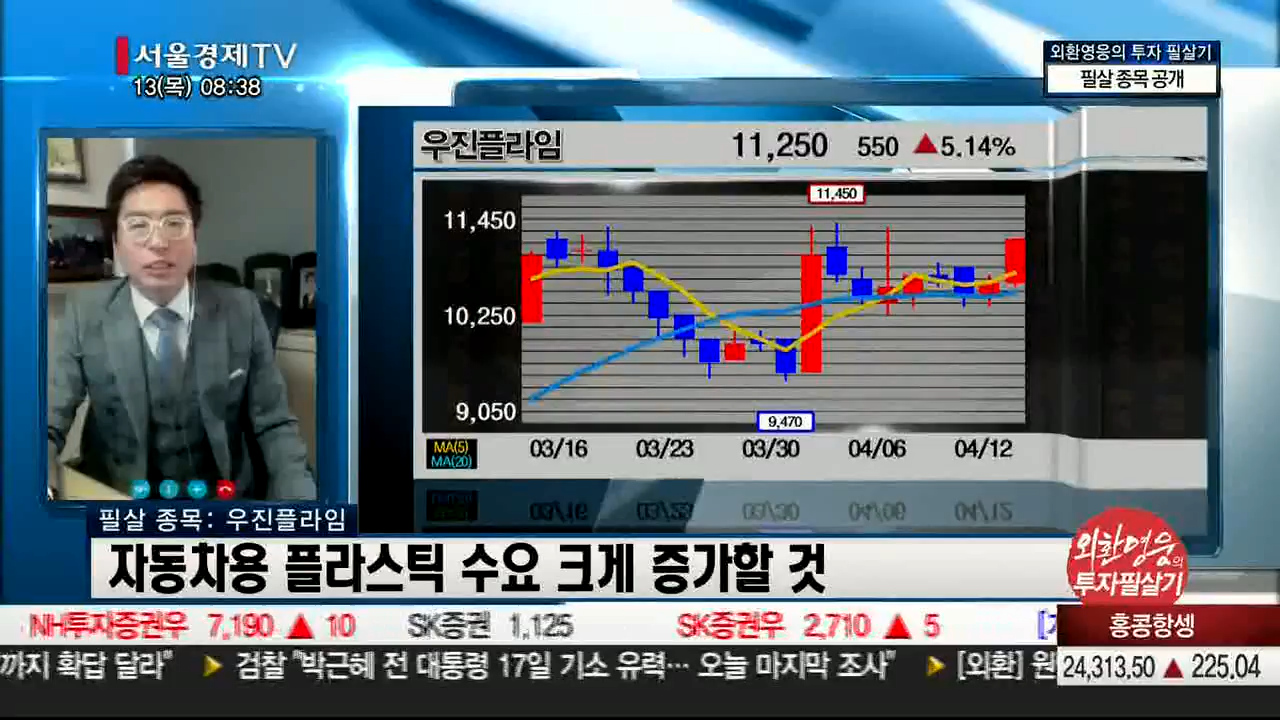 서울경제TV
13(목) 08:38
외환영웅의 투자 필살기
필살 종목 공개
우진플라임 11,250 550 ▲5.14%
11,450
11,450
10,250
9,050
9,470
MA(5)
MA(20)
03/16 03/23 03/30 04/06 04/12
필살 종목: 우진플라임
자동차용 플라스틱 수요 크게 증가할 것
외환영웅의
투자필살기
NH투자증권우 7,190 ▲ 10 SK증권 1,125 SK증권우 2,710 ▲ 5
홍콩항셍
24,313.50 ▲ 225.04
까지 확답 달라" ▶ 검찰 "박근혜 전 대통령 17일 기소 유력… 오늘 마지막 조사" ▶ [외환] 원